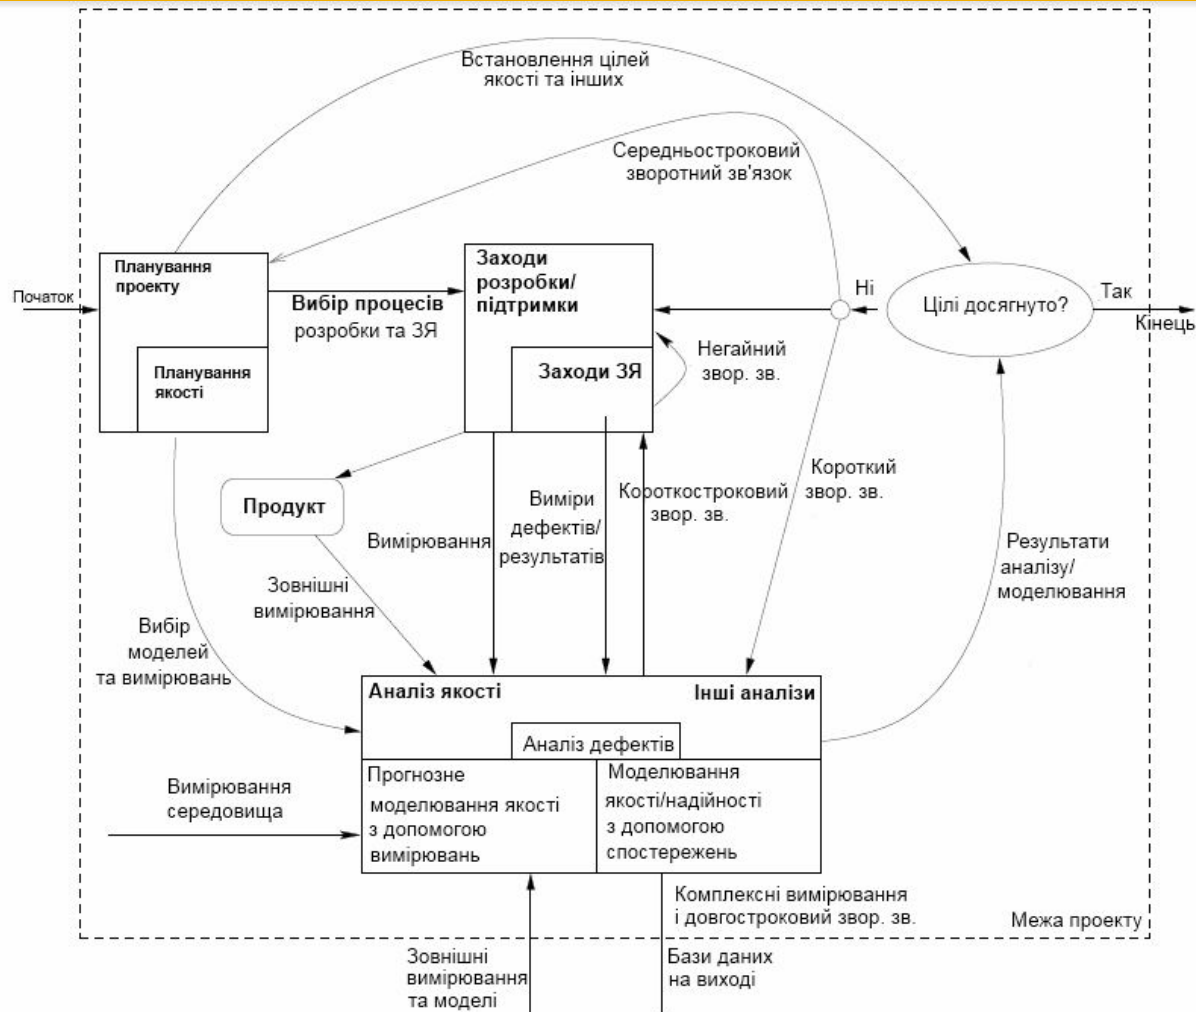 Встановлення цілей
якості та інших
Середньостроковий
зворотний зв'язок
Планування
проекту
Заходи
розробки/
підтримки
Початок
Вибір процесів
розробки та ЗЯ
Ні
Цілі досягнуто?
Так
Кінець
Планування
якості
Заходи ЗЯ
Негайний
звор. зв.
Продукт
Вимірювання
Виміри
дефектів/
результатів
Короткостроковий
звор. зв.
Короткий
звор. зв.
Результати
аналізу/
моделювання
Зовнішні
вимірювання
Вибір
моделей
та вимірювань
Аналіз якості
Інші аналізи
Аналіз дефектів
Вимірювання
середовища
Прогнозне
моделювання якості
з допомогою
вимірювань
Моделювання
якості/надійності
з допомогою
спостережень
Комплексні вимірювання
і довгостроковий звор. зв.
Межа проекту
Зовнішні
вимірювання
та моделі
Бази даних
на виході